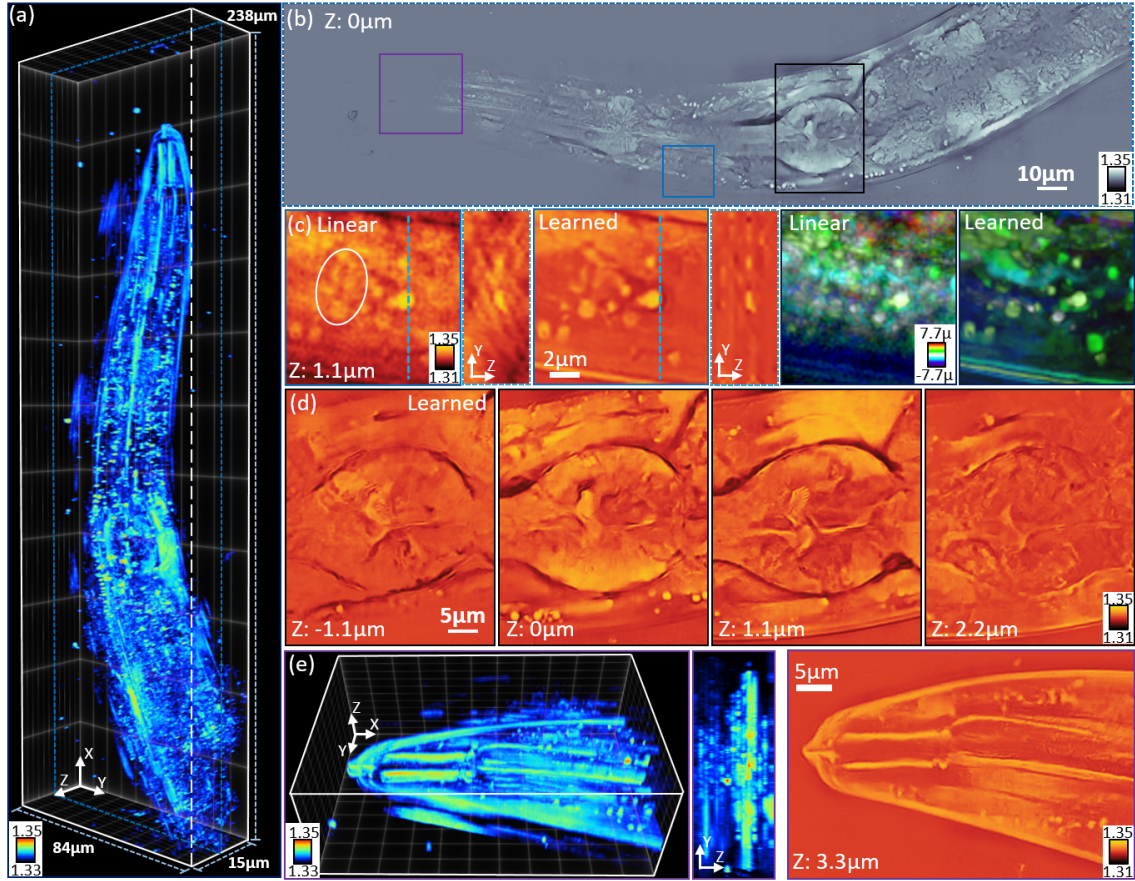 (a)
238μm
X
Z
Y
1.35
1.33
84μm
15μm
(b) Z: 0μm
10μm
1.35
1.31
(c) Linear
Z: 1.1μm
1.35
1.31
Y
Z
Learned
2μm
Y
Z
Linear
7.7μ
-7.7μ
Learned
(d)
Learned
Z: -1.1μm
5μm
Z: 0μm
Z: 1.1μm
Z: 2.2μm
1.35
1.31
(e)
Z
X
Y
1.35
1.33
Y
Z
5μm
Z: 3.3μm
1.35
1.31